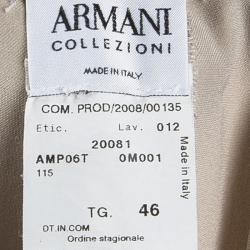 ARMANI
COLLEZIONI
MADE IN ITALY
COM. PROD/2008/00135
Etic. Lav. 012
20081
AMP06T 0M001
115
Made in Italy
TG. 46
DT.IN.COM
Ordine stagionale